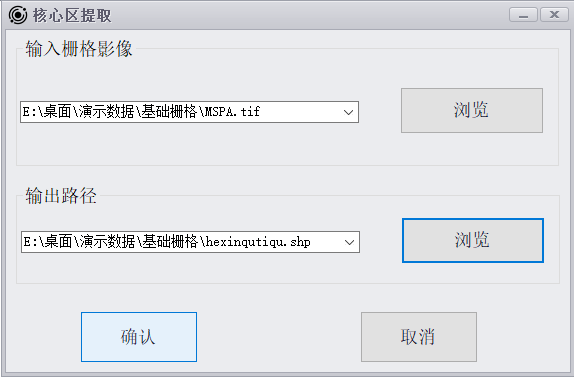 核心区提取
输入栅格影像
E:\桌面\演示数据\基础栅格\MSPA.tif
浏览
输出路径
E:\桌面\演示数据\基础栅格\hexinqutiqu.shp
浏览
确认
取消